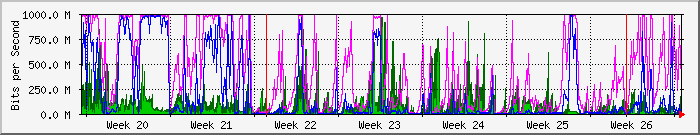 1000.0 M
750.0 M
500.0 M
250.0 M
0.0 M
Bits per Second
Week 20 Week 21 Week 22 Week 23 Week 24 Week 25 Week 26